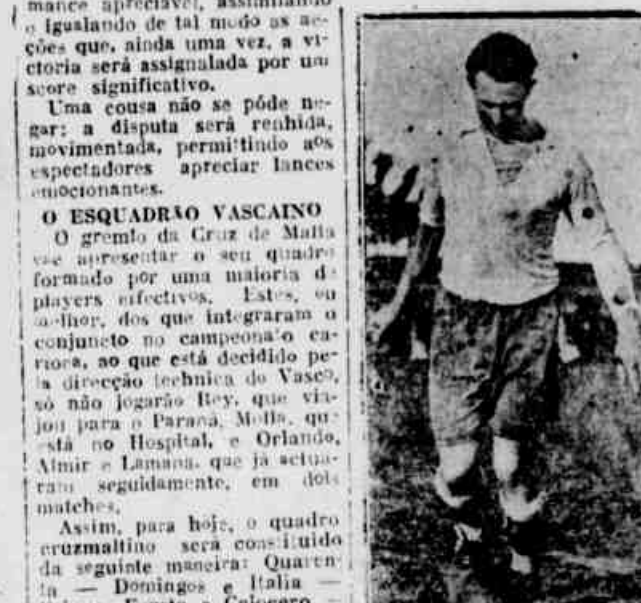 mance apreciavel, assimilando
e igualando de tal modo as ac-
ções que, ainda uma vez, a vi-
ctoria será assignalada por um
score significativo.
Uma cousa não se póde ne-
gar: a disputa será renhida,
movimentada, permittindo aos
espectadores apreciar lances
emocionantes.
O ESQUADRÃO VASCAINO
O gremio da Cruz de Malta
vae apresentar o seu quadro
formado por uma maioria de
players effectivos. Estes, ou
melhor, dos que integraram o
conjuncto no campeonato ca-
rioca, ao que está decidido pe-
la direcção technica do Vasco,
só não jogarão Rey, que via-
jou para o Paraná, Molla, que
está no Hospital, e Orlando,
Almir e Lamana, que já actua-
ram seguidamente, em dois
matches.
Assim, para hoje, o quadro
cruzmaltino será constituido
da seguinte maneira: Quaren-
ta — Domingos e Italia —
e Calocero —